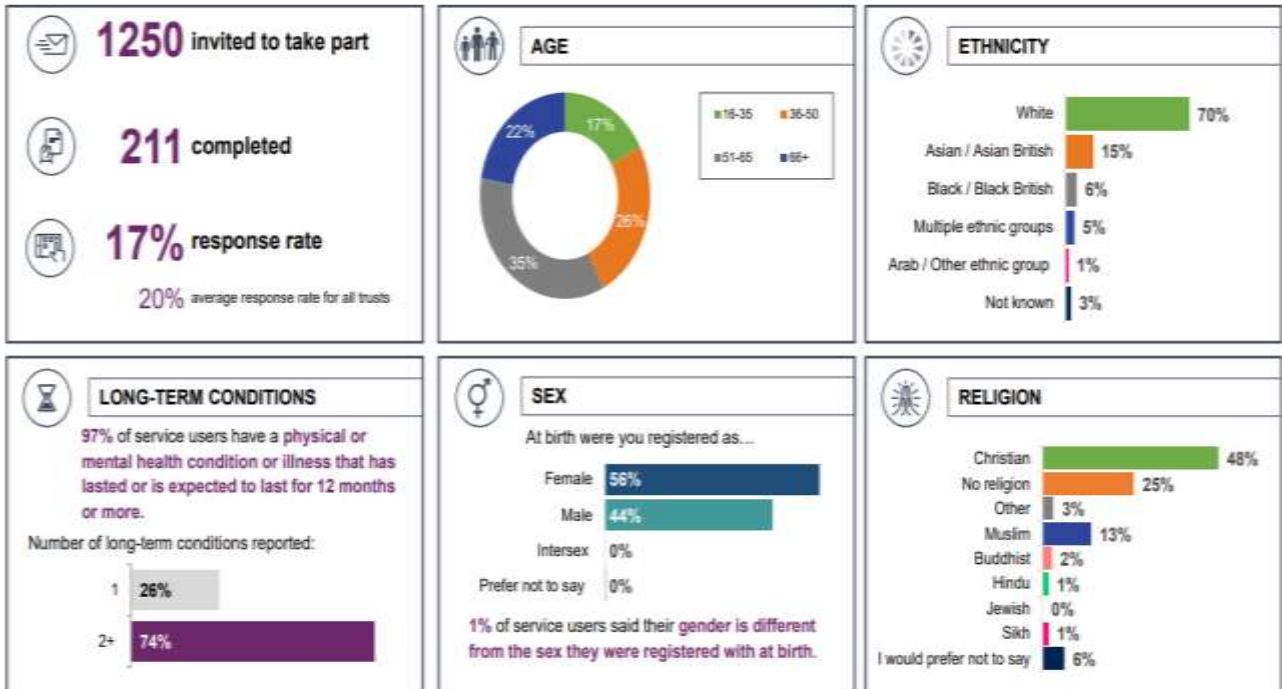 1250 invited to take part
211 completed
17% response rate
20% average response rate for all trusts
AGE
17%
26%
35%
22%
16-35
36-50
51-65
66+
ETHNICITY
White 70%
Asian / Asian British 15%
Black / Black British 6%
Multiple ethnic groups 5%
Arab / Other ethnic group 1%
Not known 3%
LONG-TERM CONDITIONS
97% of service users have a physical or
mental health condition or illness that has
lasted or is expected to last for 12 months
or more.
Number of long-term conditions reported:
1 26%
2+ 74%
SEX
At birth were you registered as...
Female 56%
Male 44%
Intersex 0%
Prefer not to say 0%
1% of service users said their gender is different
from the sex they were registered with at birth.
RELIGION
Christian 48%
No religion 25%
Other 3%
Muslim 13%
Buddhist 2%
Hindu 1%
Jewish 0%
Sikh 1%
I would prefer not to say 6%